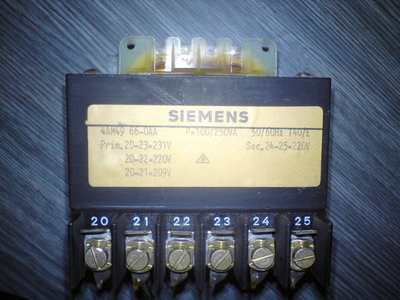 SIEMENS
4AM49 66-0AA P=100/250VA 50/60Hz T40/E
Prim. 20-23=231V Sec. 24-25=220V
20-22=220V
20-21=209V
20 21 22 23 24 25